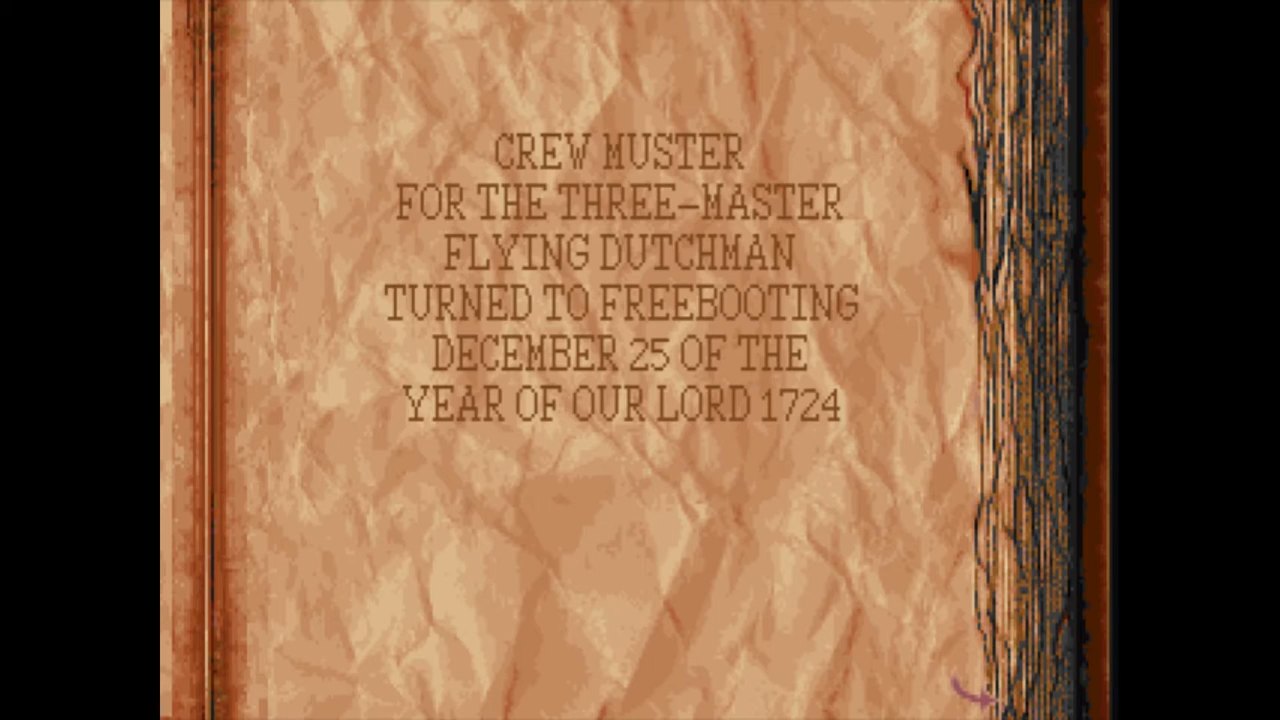 CREW MUSTER
FOR THE THREE-MASTER
FLYING DUTCHMAN
TURNED TO FREEBOOTING
DECEMBER 25 OF THE
YEAR OF OUR LORD 1724